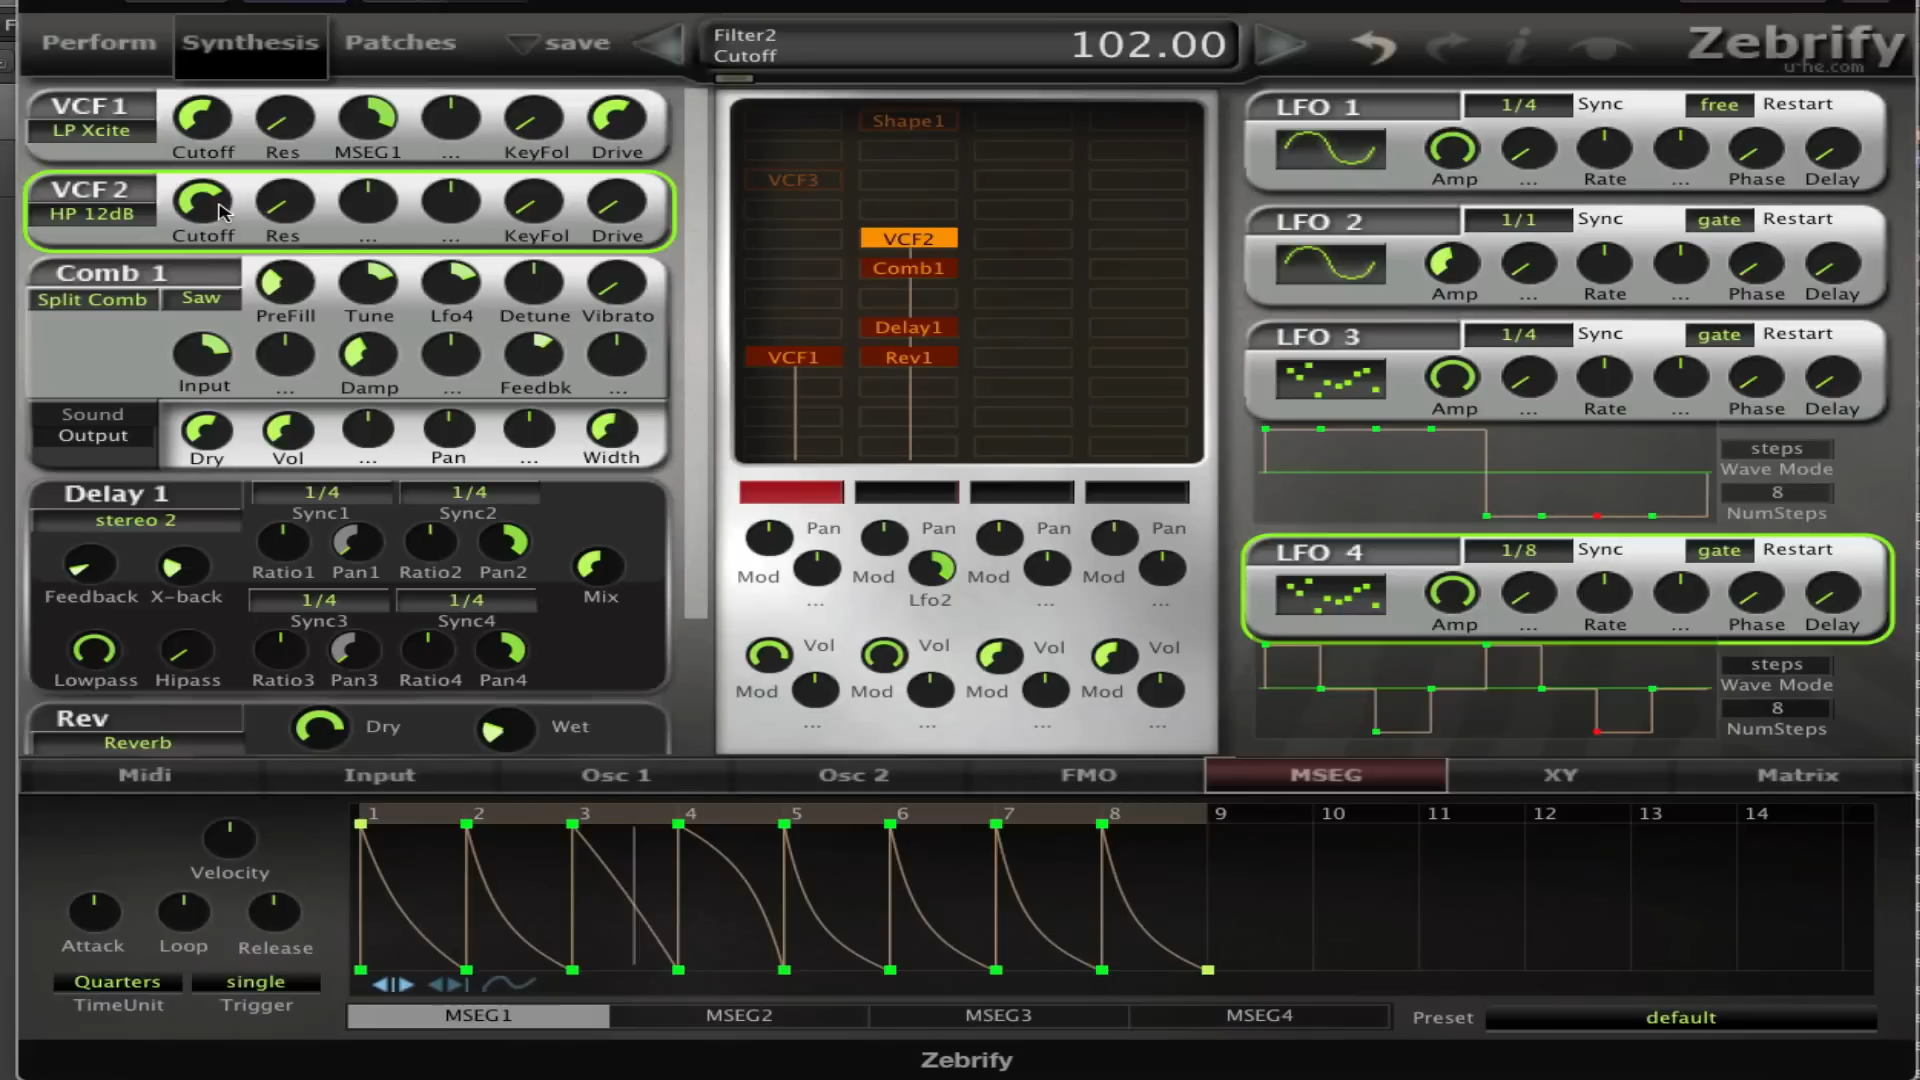 Perform Synthesis Patches save
Filter2
Cutoff
102.00
Zebrify
u-he.com
VCF 1
LP Xcite
Cutoff Res MSEG1 ... KeyFol Drive
VCF 2
HP 12dB
Cutoff Res ... ... KeyFol Drive
Comb 1
Split Comb Saw
PreFill Tune Lfo4 Detune Vibrato
Input ... Damp ... Feedbk ...
Sound
Output
Dry Vol ... Pan ... Width
Delay 1
stereo 2
1/4 1/4
Sync1 Sync2
Feedback X-back Ratio1 Pan1 Ratio2 Pan2 Mix
1/4 1/4
Sync3 Sync4
Lowpass Hipass Ratio3 Pan3 Ratio4 Pan4
Rev
Reverb
Dry Wet
Shape1
VCF3
VCF2
Comb1
Delay1
VCF1 Rev1
Pan Pan Pan Pan
Mod Mod Mod Mod
... Lfo2 ... ...
Vol Vol Vol Vol
Mod Mod Mod Mod
... ... ... ...
LFO 1 1/4 Sync free Restart
Amp ... Rate ... Phase Delay
LFO 2 1/1 Sync gate Restart
Amp ... Rate ... Phase Delay
LFO 3 1/4 Sync gate Restart
Amp ... Rate ... Phase Delay
steps
Wave Mode
8
NumSteps
LFO 4 1/8 Sync gate Restart
Amp ... Rate ... Phase Delay
steps
Wave Mode
8
NumSteps
Midi Input Osc 1 Osc 2 FMO MSEG XY Matrix
1 2 3 4 5 6 7 8 9 10 11 12 13 14
Velocity
Attack Loop Release
Quarters single
TimeUnit Trigger
MSEG1 MSEG2 MSEG3 MSEG4 Preset default
Zebrify